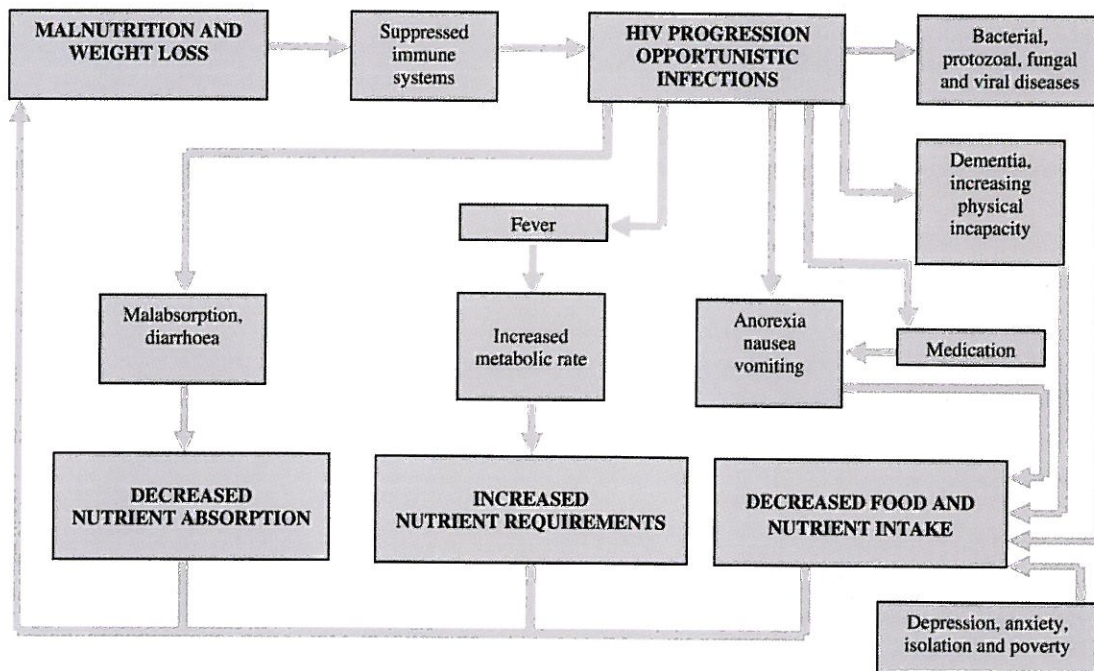 MALNUTRITION AND
WEIGHT LOSS
Suppressed
immune
systems
HIV PROGRESSION
OPPORTUNISTIC
INFECTIONS
Bacterial,
protozoal, fungal
and viral diseases
Dementia,
increasing
physical
incapacity
Fever
Malabsorption,
diarrhoea
Increased
metabolic rate
Anorexia
nausea
vomiting
Medication
DECREASED
NUTRIENT ABSORPTION
INCREASED
NUTRIENT REQUIREMENTS
DECREASED FOOD AND
NUTRIENT INTAKE
Depression, anxiety,
isolation and poverty